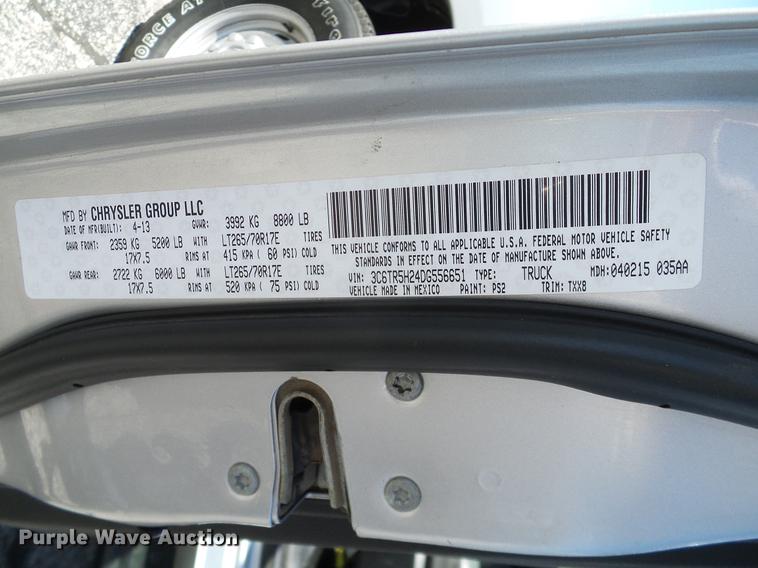 ORCE A
MFD BY CHRYSLER GROUP LLC
DATE OF MFR(BUILT): 4-13 GVWR: 3992 KG 8800 LB
GAWR FRONT: 2359 KG 5200 LB WITH LT265/70R17E TIRES
17X7.5 RIMS AT 415 KPA ( 60 PSI) COLD
GAWR REAR: 2722 KG 6000 LB WITH LT265/70R17E TIRES
17X7.5 RIMS AT 520 KPA ( 75 PSI) COLD
THIS VEHICLE CONFORMS TO ALL APPLICABLE U.S.A. FEDERAL MOTOR VEHICLE SAFETY
STANDARDS IN EFFECT ON THE DATE OF MANUFACTURE SHOWN ABOVE.
VIN: 3C6TR5H24DG556651 TYPE: TRUCK MDH:040215 035AA
VEHICLE MADE IN MEXICO PAINT: PS2 TRIM: TXX8
Purple Wave Auction